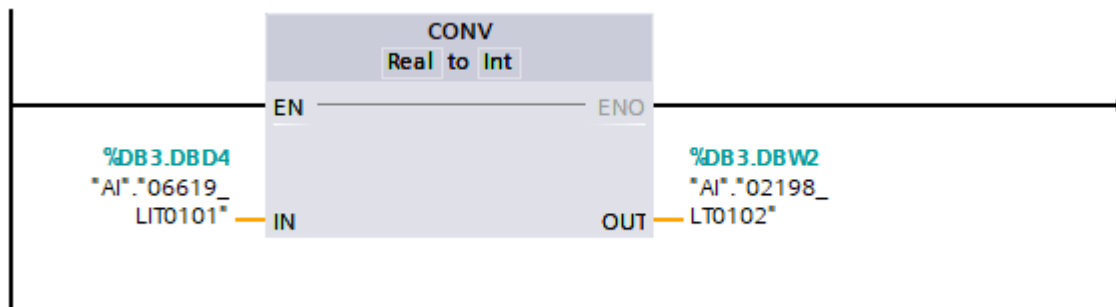 CONV
Real to Int
EN
ENO
%DB3.DBD4
"AI"."06619_
LIT0101"
IN
%DB3.DBW2
"AI"."02198_
LT0102"
OUT